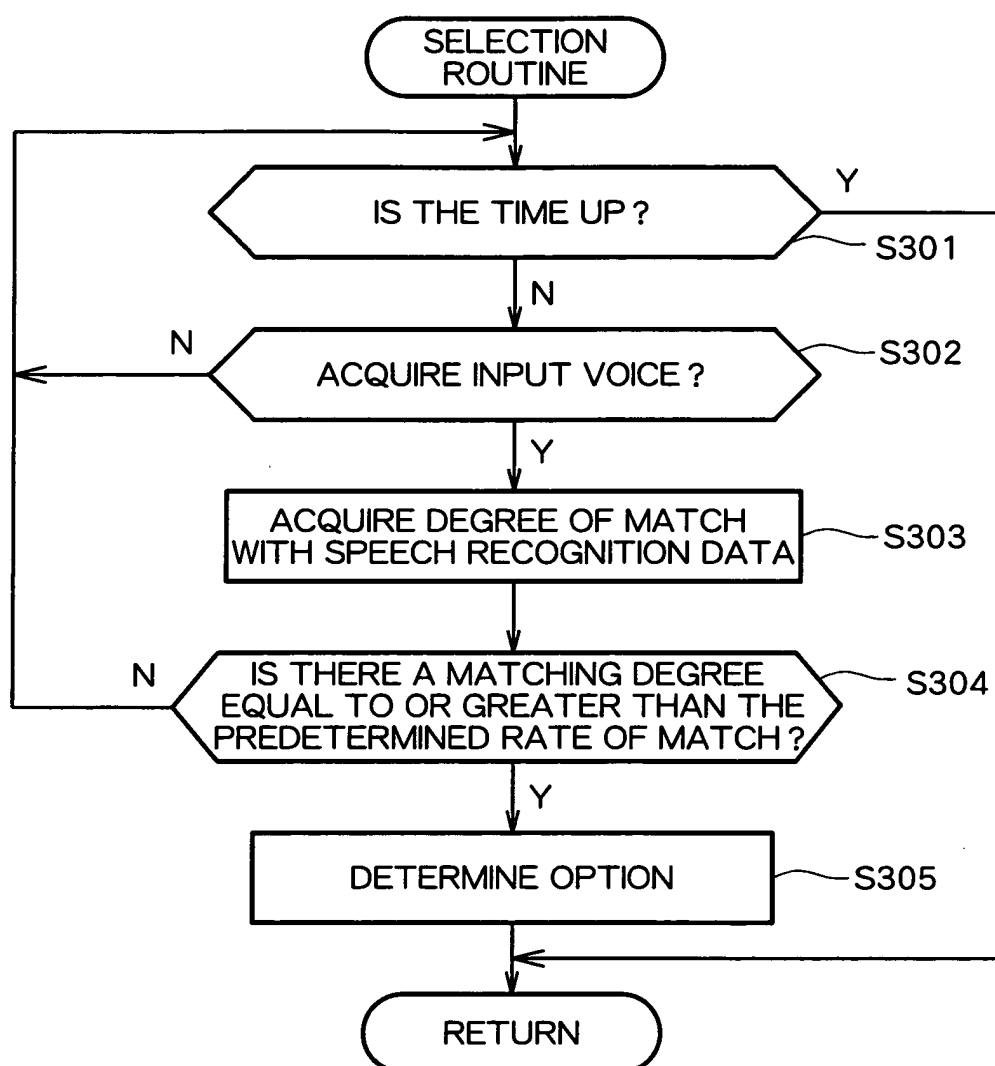 SELECTION
ROUTINE
Y
IS THE TIME UP?
S301
N
N
S302
ACQUIRE INPUT VOICE?
Y
ACQUIRE DEGREE OF MATCH
WITH SPEECH RECOGNITION DATA
S303
N
IS THERE A MATCHING DEGREE
EQUAL TO OR GREATER THAN THE
PREDETERMINED RATE OF MATCH?
S304
Y
DETERMINE OPTION
S305
RETURN